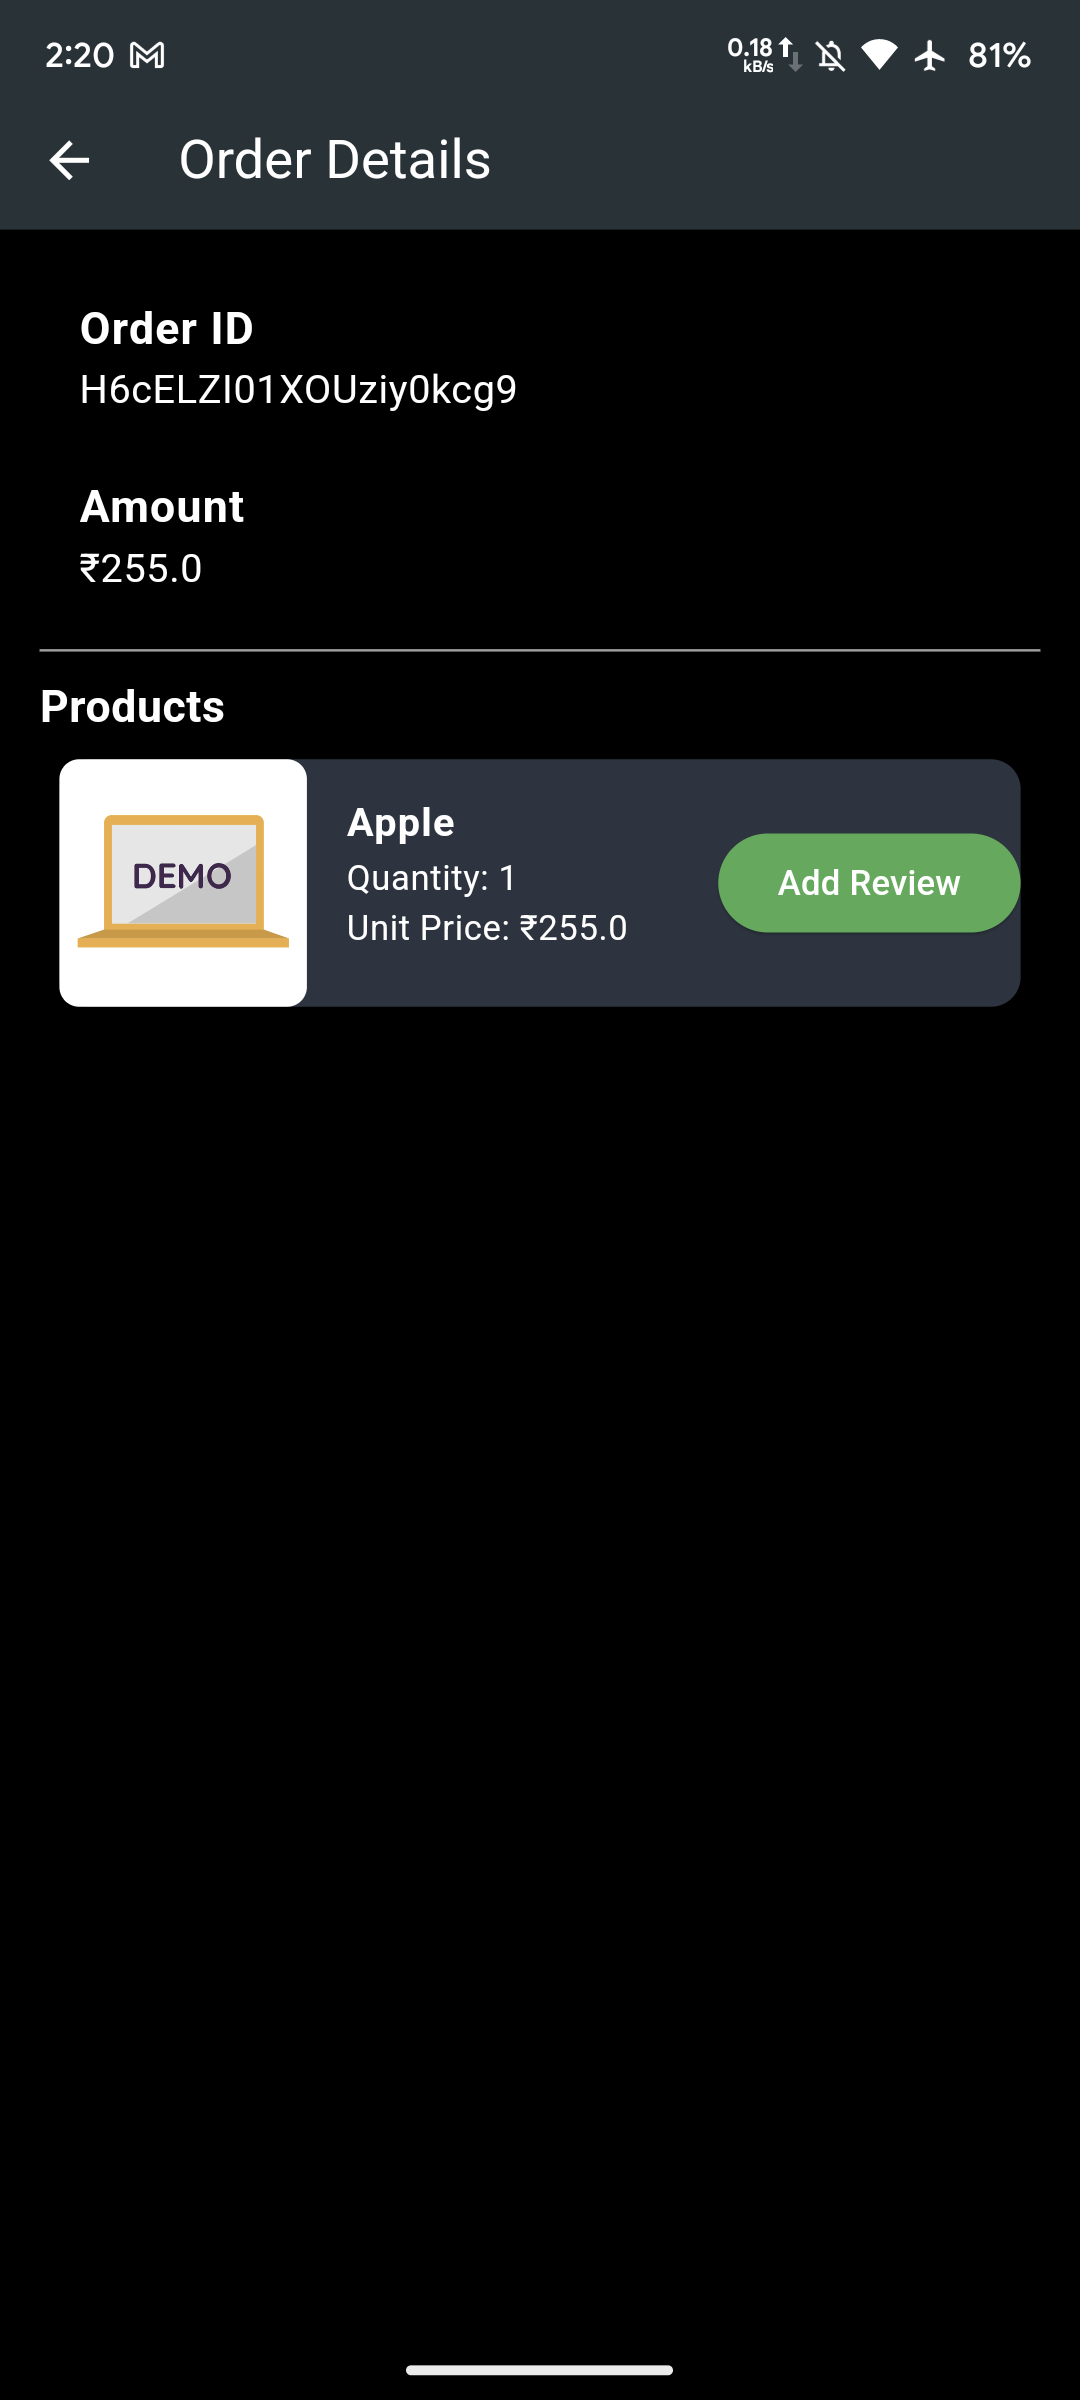 2:20
0.18
kB/s
81%
Order Details
Order ID
H6cELZI01XOUziy0kcg9
Amount
₹255.0
Products
DEMO
Apple
Quantity: 1
Unit Price: ₹255.0
Add Review